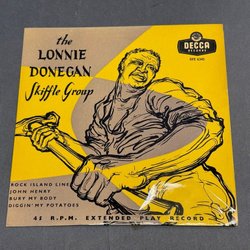 the
LONNIE
DONEGAN
Skiffle Group
DECCA
RECORDS
ROCK ISLAND LINE
JOHN HENRY
BURY MY BODY
DIGGIN' MY POTATOES
45 R.P.M. EXTENDED PLAY RECORD